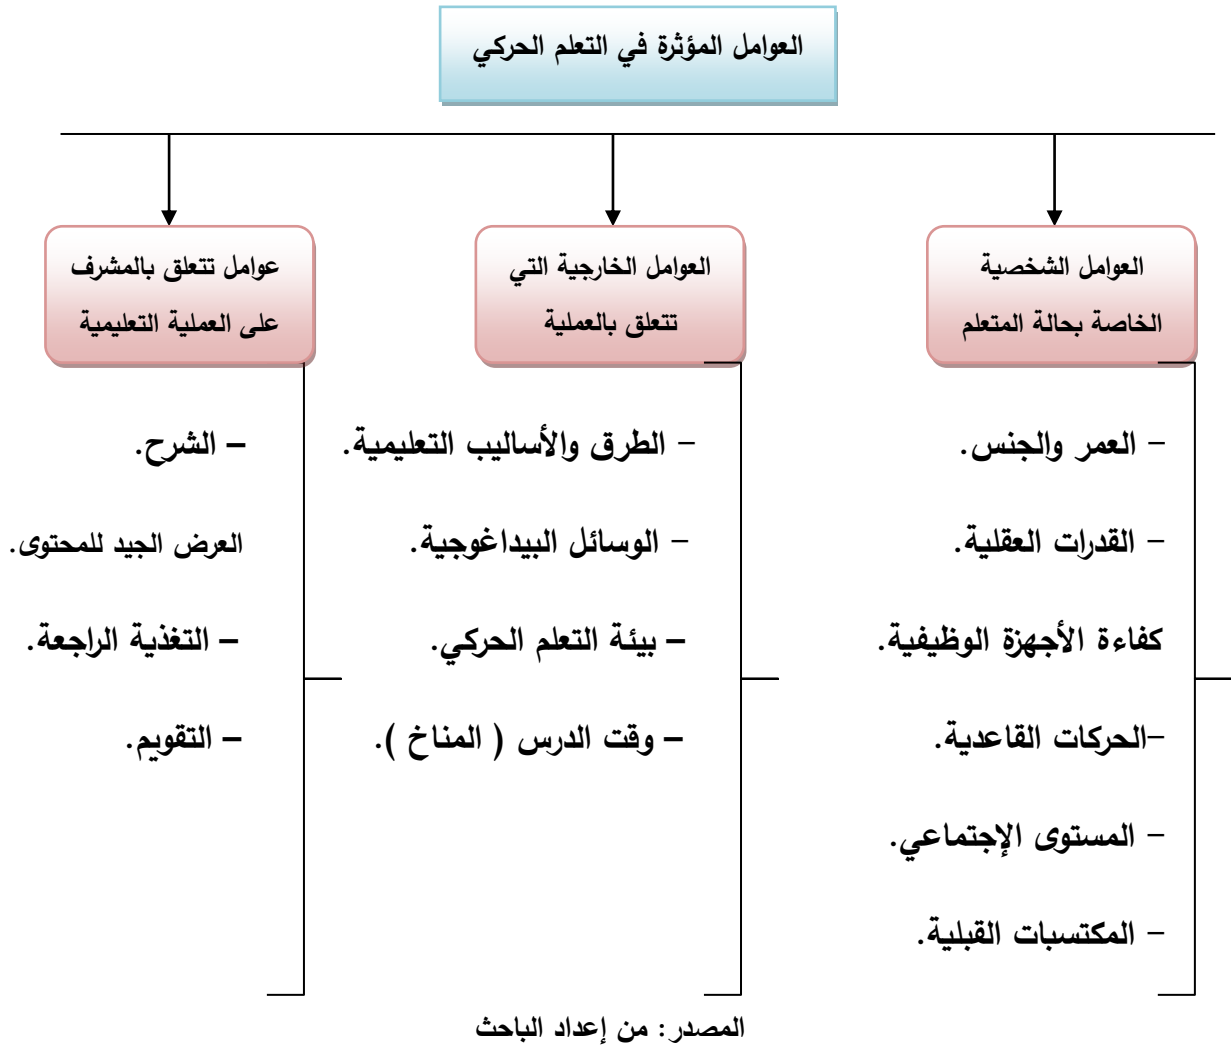 العوامل المؤثرة في التعلم الحركي
العوامل الشخصية
الخاصة بحالة المتعلم
– العمر والجنس.
– القدرات العقلية.
كفاءة الأجهزة الوظيفية.
–الحركات القاعدية.
– المستوى الإجتماعي.
– المكتسبات القبلية.
العوامل الخارجية التي
تتعلق بالعملية
– الطرق والأساليب التعليمية.
– الوسائل البيداغوجية.
– بيئة التعلم الحركي.
– وقت الدرس ( المناخ ).
عوامل تتعلق بالمشرف
على العملية التعليمية
– الشرح.
العرض الجيد للمحتوى.
– التغذية الراجعة.
– التقويم.
المصدر: من إعداد الباحث